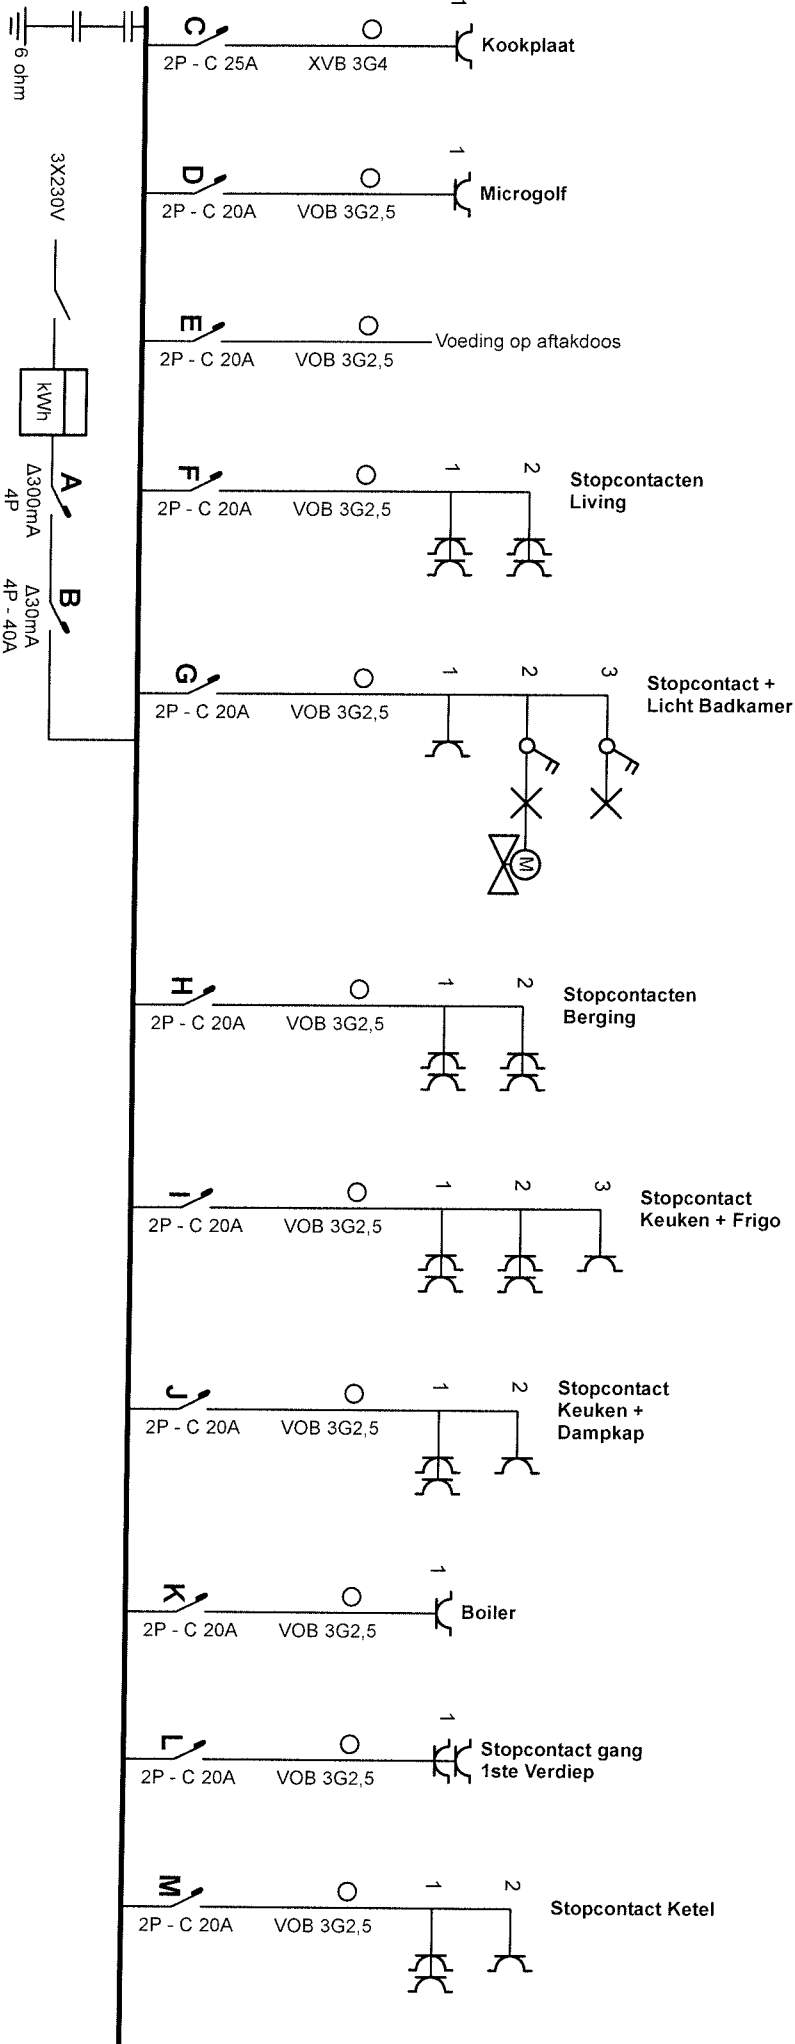 1
C
Kookplaat
2P - C 25A
XVB 3G4
6 ohm
1
D
Microgolf
2P - C 20A
VOB 3G2,5
3X230V
E
Voeding op aftakdoos
2P - C 20A
VOB 3G2,5
kWh
A
Δ300mA
4P
B
Δ30mA
4P - 40A
F
1
2
Stopcontacten
Living
2P - C 20A
VOB 3G2,5
G
1
2
3
Stopcontact +
Licht Badkamer
2P - C 20A
VOB 3G2,5
M
H
1
2
Stopcontacten
Berging
2P - C 20A
VOB 3G2,5
I
1
2
3
Stopcontact
Keuken + Frigo
2P - C 20A
VOB 3G2,5
J
1
2
Stopcontact
Keuken +
Dampkap
2P - C 20A
VOB 3G2,5
K
1
Boiler
2P - C 20A
VOB 3G2,5
L
1
Stopcontact gang
1ste Verdiep
2P - C 20A
VOB 3G2,5
M
1
2
Stopcontact Ketel
2P - C 20A
VOB 3G2,5